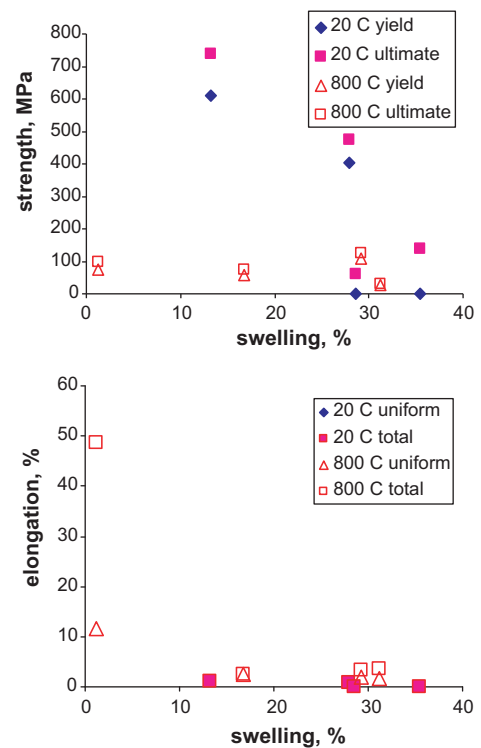 800
700
600
500
400
300
200
100
0
strength, MPa
20 C yield
20 C ultimate
800 C yield
800 C ultimate
0 10 20 30 40
swelling, %
60
50
40
30
20
10
0
elongation, %
20 C uniform
20 C total
800 C uniform
800 C total
0 10 20 30 40
swelling, %